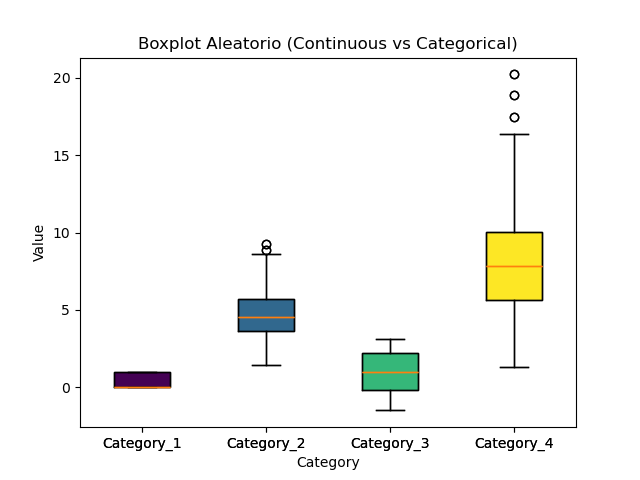 Boxplot Aleatorio (Continuous vs Categorical)
20
15
10
5
0
Value
Category_1 Category_2 Category_3 Category_4
Category